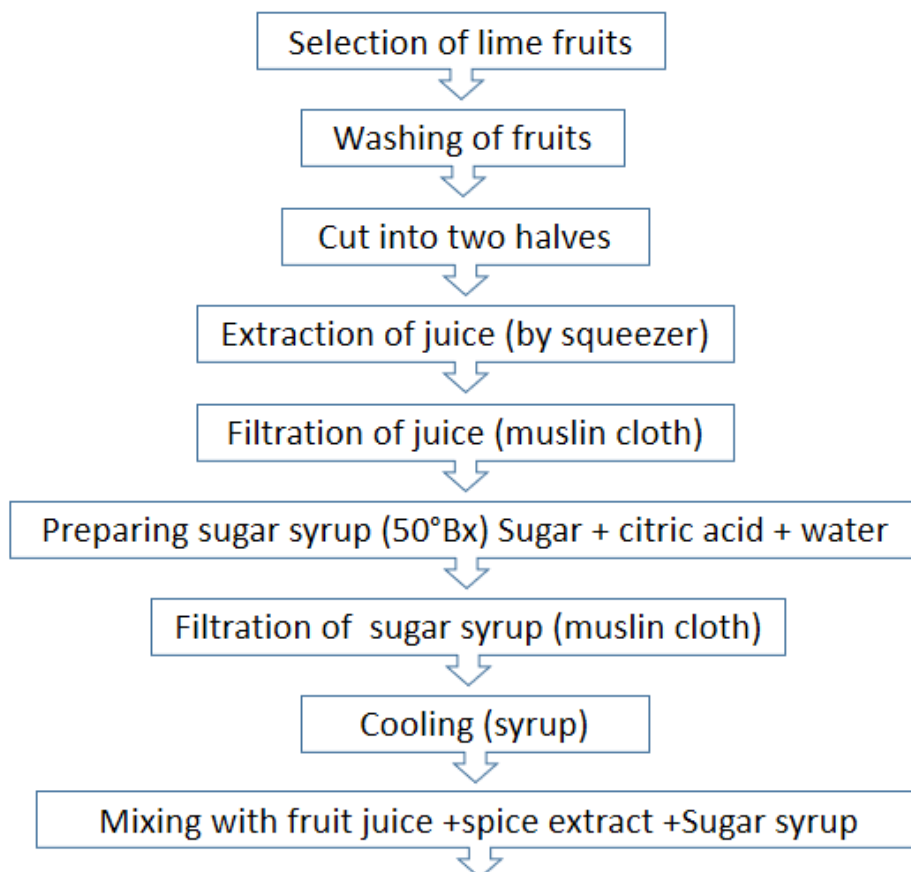 Selection of lime fruits
Washing of fruits
Cut into two halves
Extraction of juice (by squeezer)
Filtration of juice (muslin cloth)
Preparing sugar syrup (50°Bx) Sugar + citric acid + water
Filtration of  sugar syrup (muslin cloth)
Cooling (syrup)
Mixing with fruit juice +spice extract +Sugar syrup